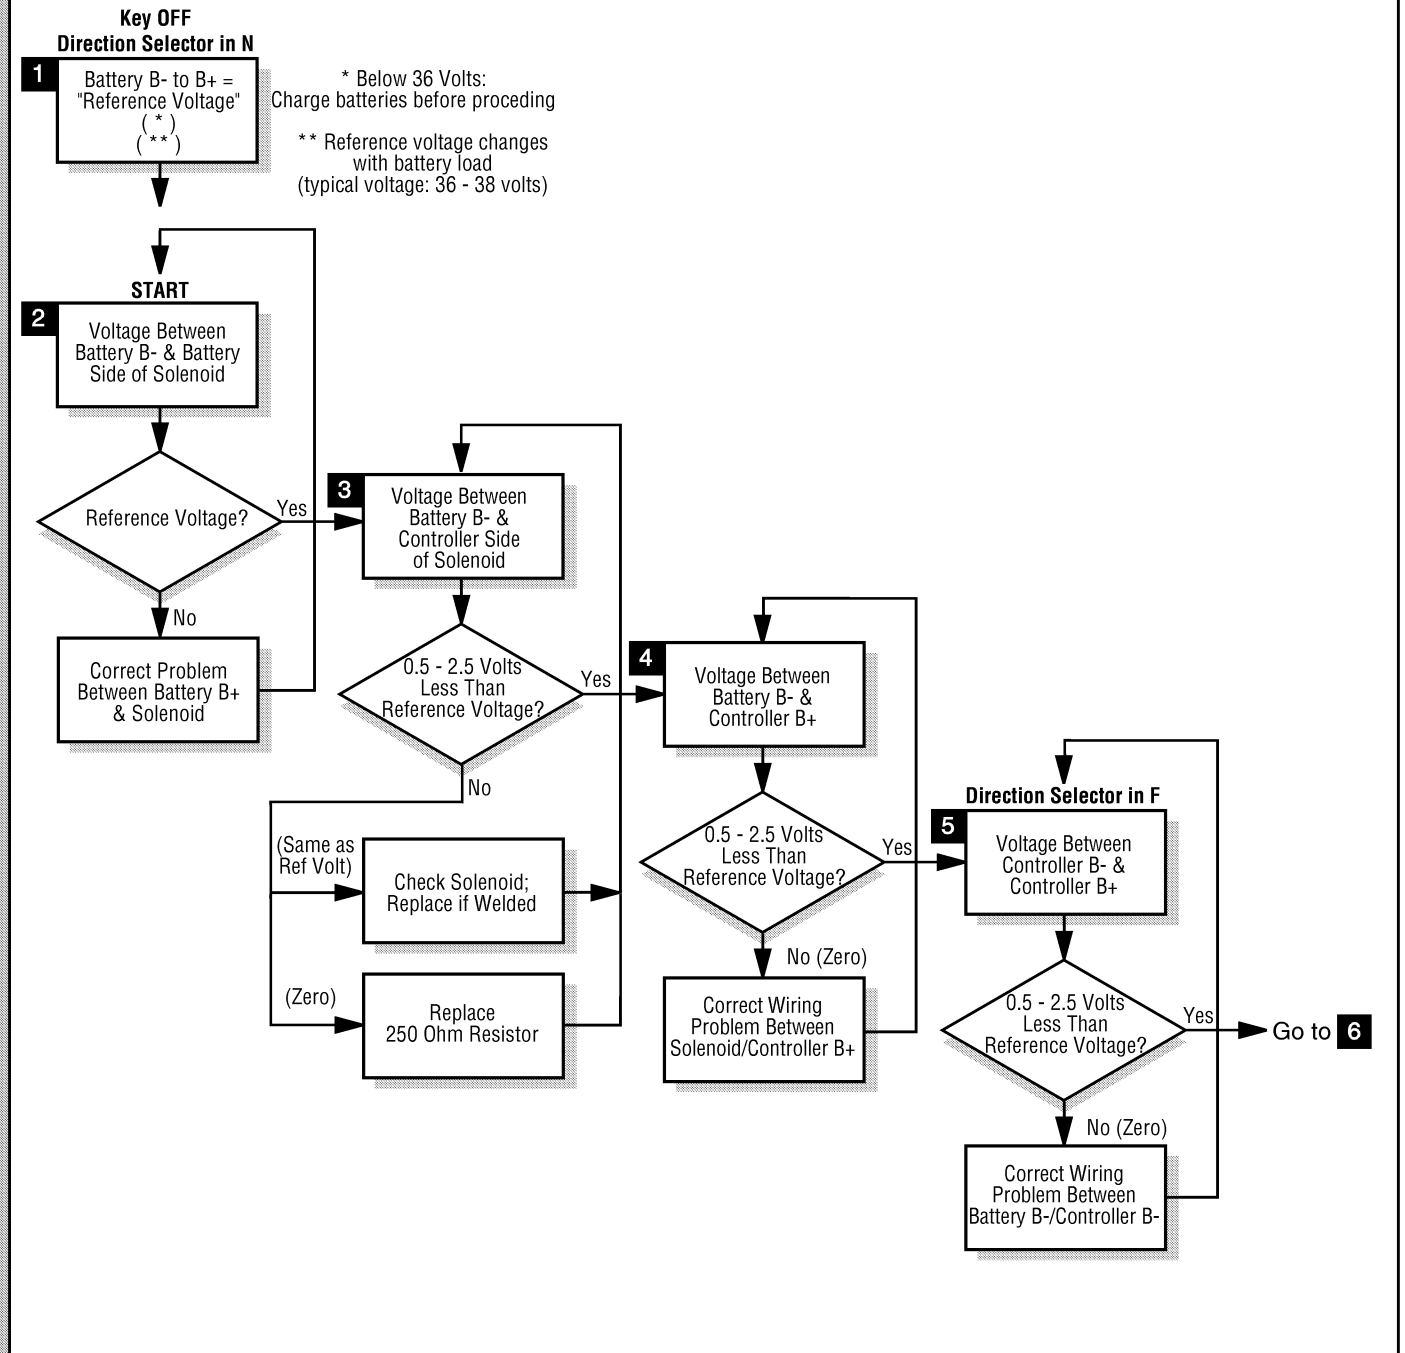 Key OFF
Direction Selector in N
1
Battery B- to B+ =
"Reference Voltage"
( * )
( ** )
* Below 36 Volts:
Charge batteries before proceding
** Reference voltage changes
with battery load
(typical voltage: 36 - 38 volts)
START
2
Voltage Between
Battery B- & Battery
Side of Solenoid
Reference Voltage?
Yes
No
Correct Problem
Between Battery B+
& Solenoid
3
Voltage Between
Battery B- &
Controller Side
of Solenoid
0.5 - 2.5 Volts
Less Than
Reference Voltage?
Yes
No
(Same as
Ref Volt)
Check Solenoid;
Replace if Welded
(Zero)
Replace
250 Ohm Resistor
4
Voltage Between
Battery B- &
Controller B+
0.5 - 2.5 Volts
Less Than
Reference Voltage?
Yes
No (Zero)
Correct Wiring
Problem Between
Solenoid/Controller B+
Direction Selector in F
5
Voltage Between
Controller B- &
Controller B+
0.5 - 2.5 Volts
Less Than
Reference Voltage?
Yes
Go to 6
No (Zero)
Correct Wiring
Problem Between
Battery B-/Controller B-